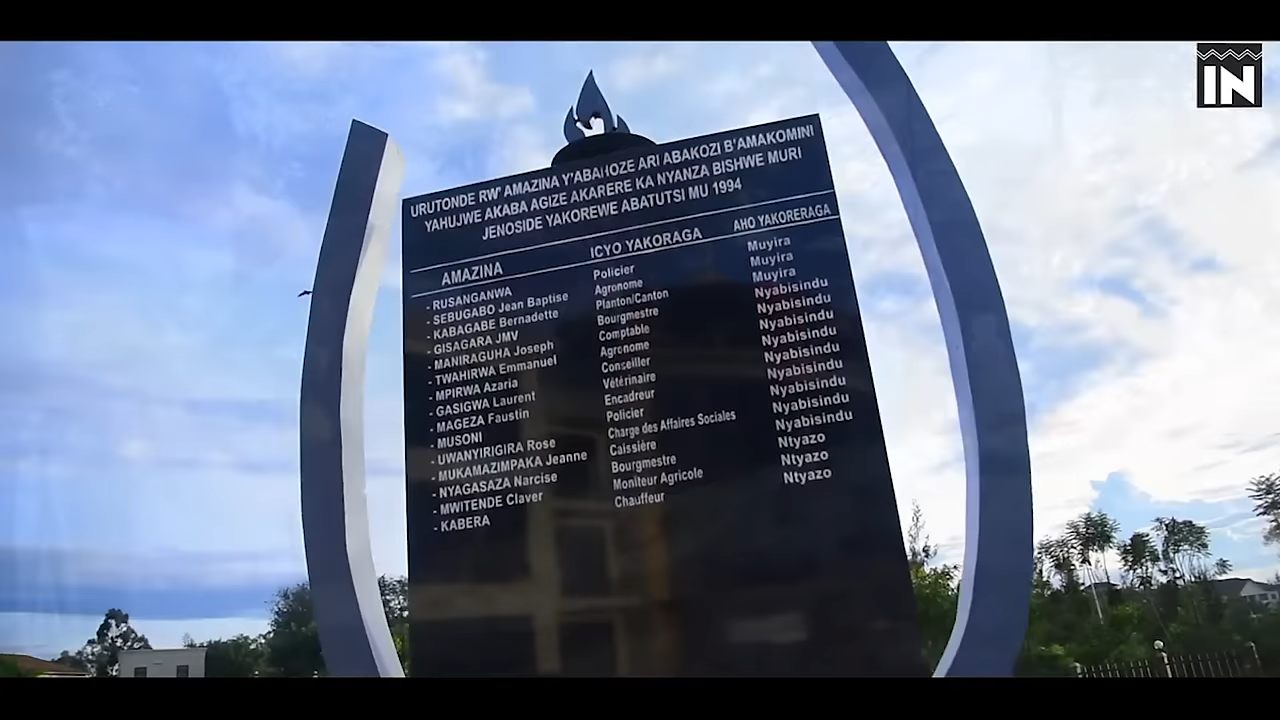 IN
URUTONDE RW' AMAZINA Y'ABAHOZE ARI ABAKOZI B'AMAKOMINI
YAHUJWE AKABA AGIZE AKARERE KA NYANZA BISHWE MURI
JENOSIDE YAKOREWE ABATUTSI MU 1994
AMAZINA ICYO YAKORAGA AHO YAKORERAGA
- RUSANGANWA Policier Muyira
- SEBUGABO Jean Baptise Agronome Muyira
- KABAGABE Bernadette Planton/Canton Muyira
- GISAGARA JMV Bourgmestre Nyabisindu
- MANIRAGUHA Joseph Comptable Nyabisindu
- TWAHIRWA Emmanuel Agronome Nyabisindu
- MPIRWA Azaria Conseiller Nyabisindu
- GASIGWA Laurent Vétérinaire Nyabisindu
- MAGEZA Faustin Encadreur Nyabisindu
- MUSONI Policier Nyabisindu
- UWANYIRIGIRA Rose Charge des Affaires Sociales Nyabisindu
- MUKAMAZIMPAKA Jeanne Caissière Nyabisindu
- NYAGASAZA Narcise Bourgmestre Ntyazo
- MWITENDE Claver Moniteur Agricole Ntyazo
- KABERA Chauffeur Ntyazo